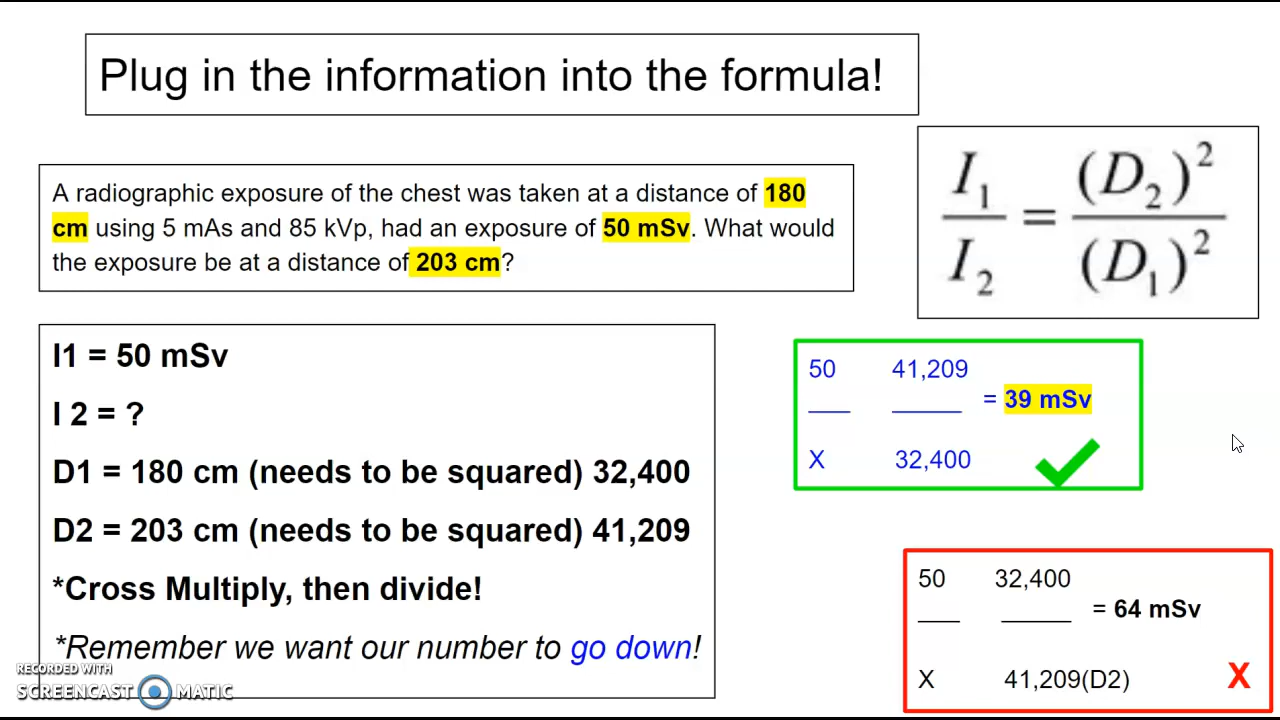 Plug in the information into the formula!
A radiographic exposure of the chest was taken at a distance of 180
cm using 5 mAs and 85 kVp, had an exposure of 50 mSv. What would
the exposure be at a distance of 203 cm?
I₁ / I₂ = (D₂)² / (D₁)²
I1 = 50 mSv
I 2 = ?
D1 = 180 cm (needs to be squared) 32,400
D2 = 203 cm (needs to be squared) 41,209
*Cross Multiply, then divide!
*Remember we want our number to go down!
50 41,209
= 39 mSv
X 32,400
50 32,400
= 64 mSv
X 41,209(D2)
X
RECORDED WITH
SCREENCAST MATIC